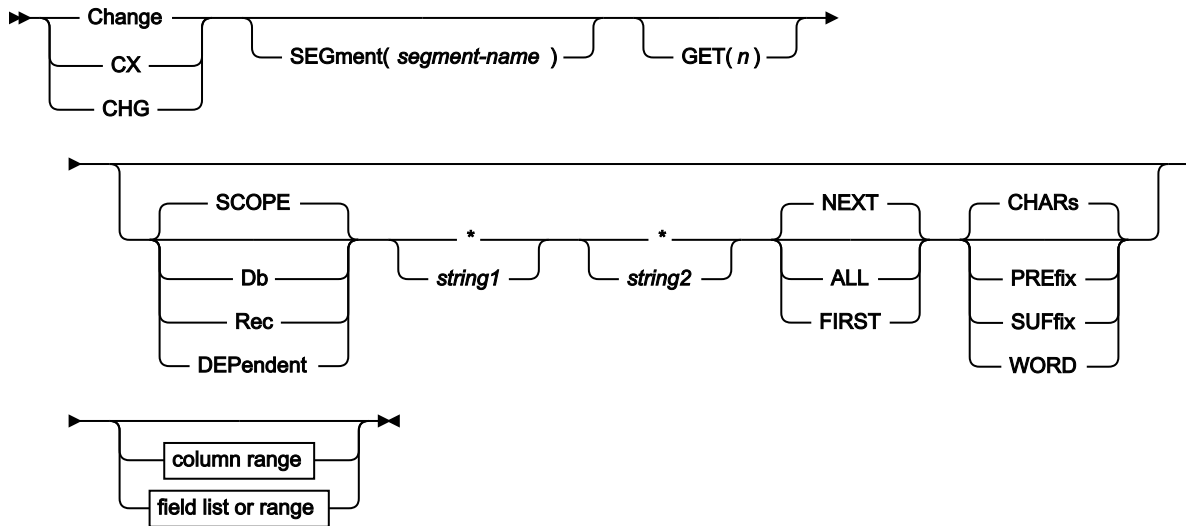 Change
CX
CHG
SEGment( segment-name )
GET( n )
SCOPE
Db
Rec
DEPendent
*
string1
*
string2
NEXT
ALL
FIRST
CHARs
PREfix
SUFfix
WORD
column range
field list or range